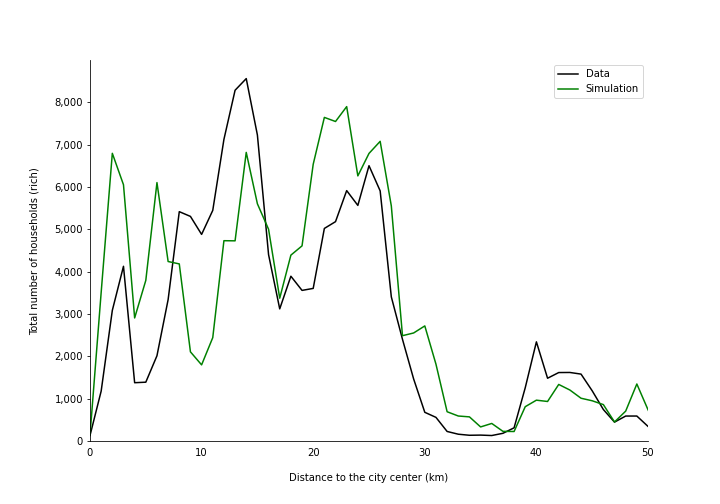 Data
Simulation
8,000
7,000
6,000
5,000
4,000
3,000
2,000
1,000
0
Total number of households (rich)
0 10 20 30 40 50
Distance to the city center (km)